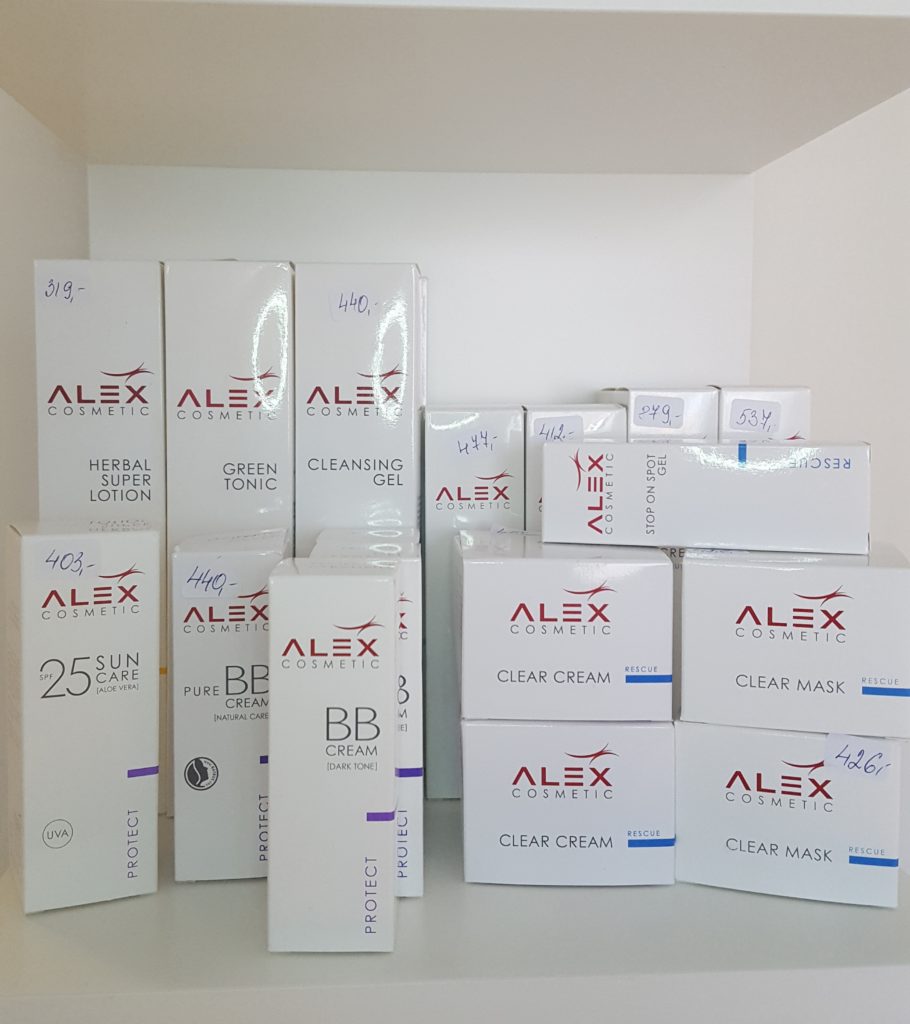 319,-
ALEX
COSMETIC
HERBAL
SUPER
LOTION
ALEX
COSMETIC
GREEN
TONIC
440,-
ALEX
COSMETIC
CLEANSING
GEL
477,-
ALEX
COSMETIC
412,-
279,-
537,-
ALEX
COSMETIC
STOP ON SPOT
GEL
RESCUE
403,-
ALEX
COSMETIC
SPF 25 SUN
CARE
[ALOE VERA]
UVA
PROTECT
440,-
ALEX
COSMETIC
PURE BB
CREAM
[NATURAL CARE
PROTECT
ALEX
COSMETIC
BB
CREAM
[DARK TONE]
PROTECT
PROTECT
ALEX
COSMETIC
CLEAR CREAM
RESCUE
ALEX
COSMETIC
CLEAR MASK
RESCUE
ALEX
COSMETIC
CLEAR CREAM
RESCUE
426,-
ALEX
COSMETIC
CLEAR MASK
RESCUE